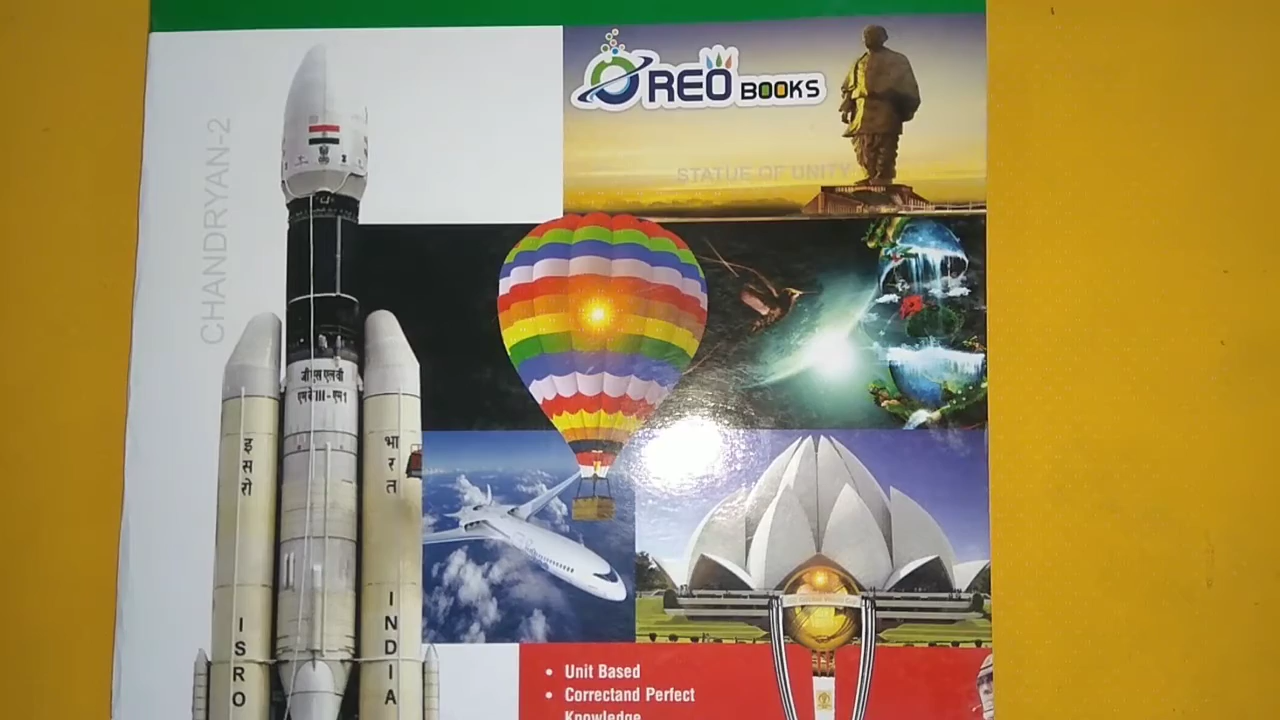 OREO BOOKS
STATUE OF UNITY
CHANDRYAN-2
जीएसएलवी
एमकेIII-एम1
इसरो
भारत
ISRO
INDIA
• Unit Based
• Correctand Perfect
Knowledge